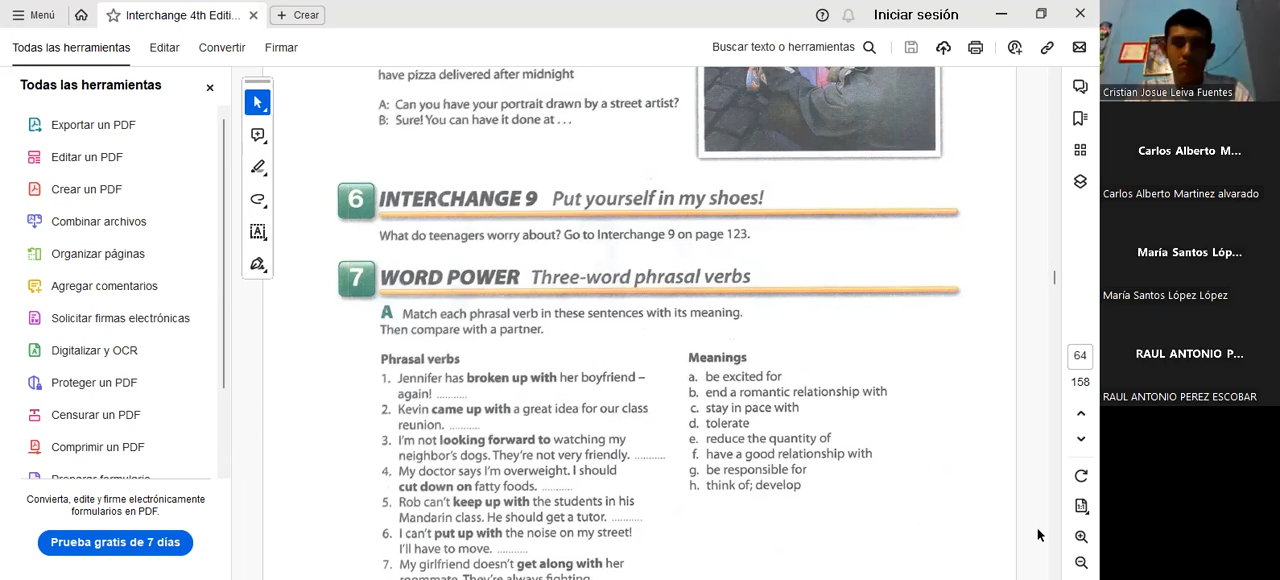 Menú
Interchange 4th Editi...
Crear
Iniciar sesión
Todas las herramientas
Editar
Convertir
Firmar
Buscar texto o herramientas
Todas las herramientas
Exportar un PDF
Editar un PDF
Crear un PDF
Combinar archivos
Organizar páginas
Agregar comentarios
Solicitar firmas electrónicas
Digitalizar y OCR
Proteger un PDF
Censurar un PDF
Comprimir un PDF
Preparar formulario
Convierta, edite y firme electrónicamente
formularios en PDF.
Prueba gratis de 7 días
have pizza delivered after midnight
A: Can you have your portrait drawn by a street artist?
B: Sure! You can have it done at . . .
6 INTERCHANGE 9 Put yourself in my shoes!
What do teenagers worry about? Go to Interchange 9 on page 123.
7 WORD POWER Three-word phrasal verbs
A Match each phrasal verb in these sentences with its meaning.
Then compare with a partner.
Phrasal verbs
1. Jennifer has broken up with her boyfriend –
again! ...........
2. Kevin came up with a great idea for our class
reunion. ...........
3. I'm not looking forward to watching my
neighbor's dogs. They're not very friendly. ...........
4. My doctor says I'm overweight. I should
cut down on fatty foods. ...........
5. Rob can't keep up with the students in his
Mandarin class. He should get a tutor. ...........
6. I can't put up with the noise on my street!
I'll have to move. ...........
7. My girlfriend doesn't get along with her
roommate. They're always fighting.
Meanings
a. be excited for
b. end a romantic relationship with
c. stay in pace with
d. tolerate
e. reduce the quantity of
f. have a good relationship with
g. be responsible for
h. think of; develop
64
158
Cristian Josue Leiva Fuentes
Carlos Alberto M...
Carlos Alberto Martinez alvarado
María Santos Lóp...
María Santos López López
RAUL ANTONIO P...
RAUL ANTONIO PEREZ ESCOBAR